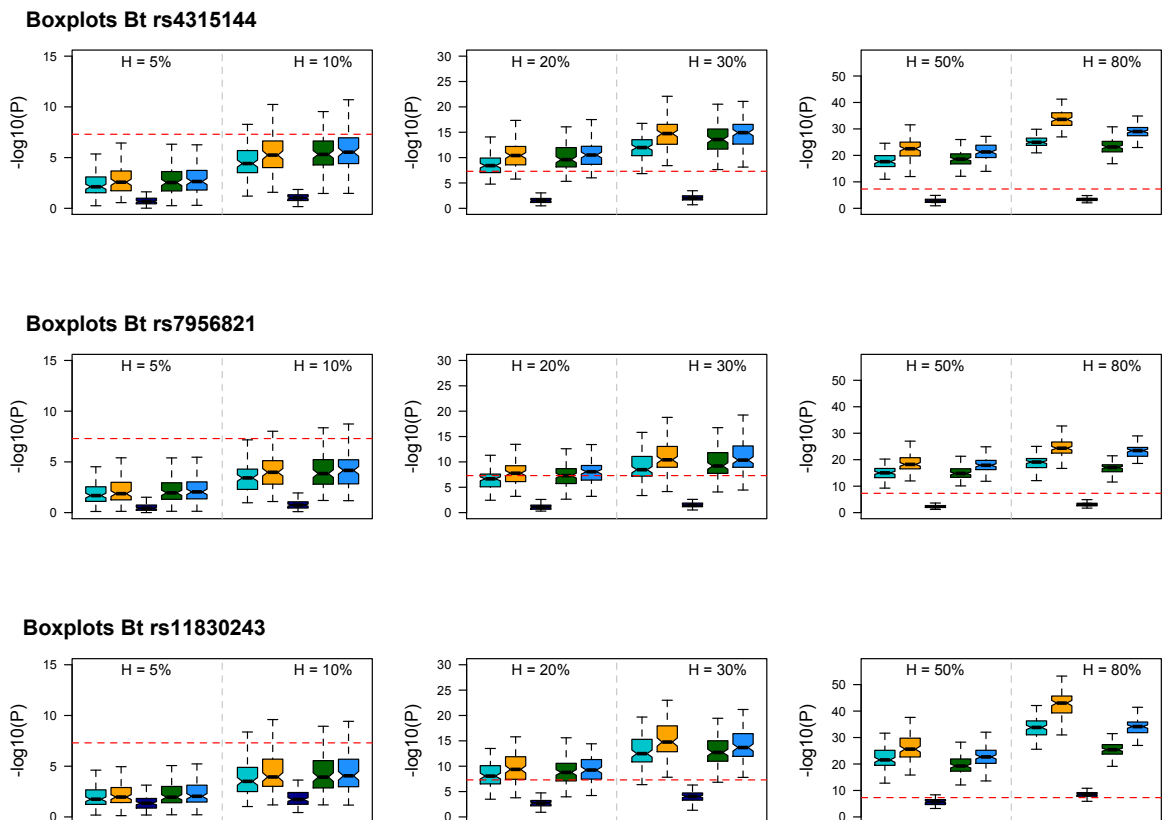 Boxplots Bt rs4315144
15
10
5
0
-log10(P)
H = 5%
H = 10%
30
25
20
15
10
5
0
-log10(P)
H = 20%
H = 30%
50
40
30
20
10
0
-log10(P)
H = 50%
H = 80%
Boxplots Bt rs7956821
15
10
5
0
-log10(P)
H = 5%
H = 10%
30
25
20
15
10
5
0
-log10(P)
H = 20%
H = 30%
50
40
30
20
10
0
-log10(P)
H = 50%
H = 80%
Boxplots Bt rs11830243
15
10
5
0
-log10(P)
H = 5%
H = 10%
30
25
20
15
10
5
0
-log10(P)
H = 20%
H = 30%
50
40
30
20
10
0
-log10(P)
H = 50%
H = 80%